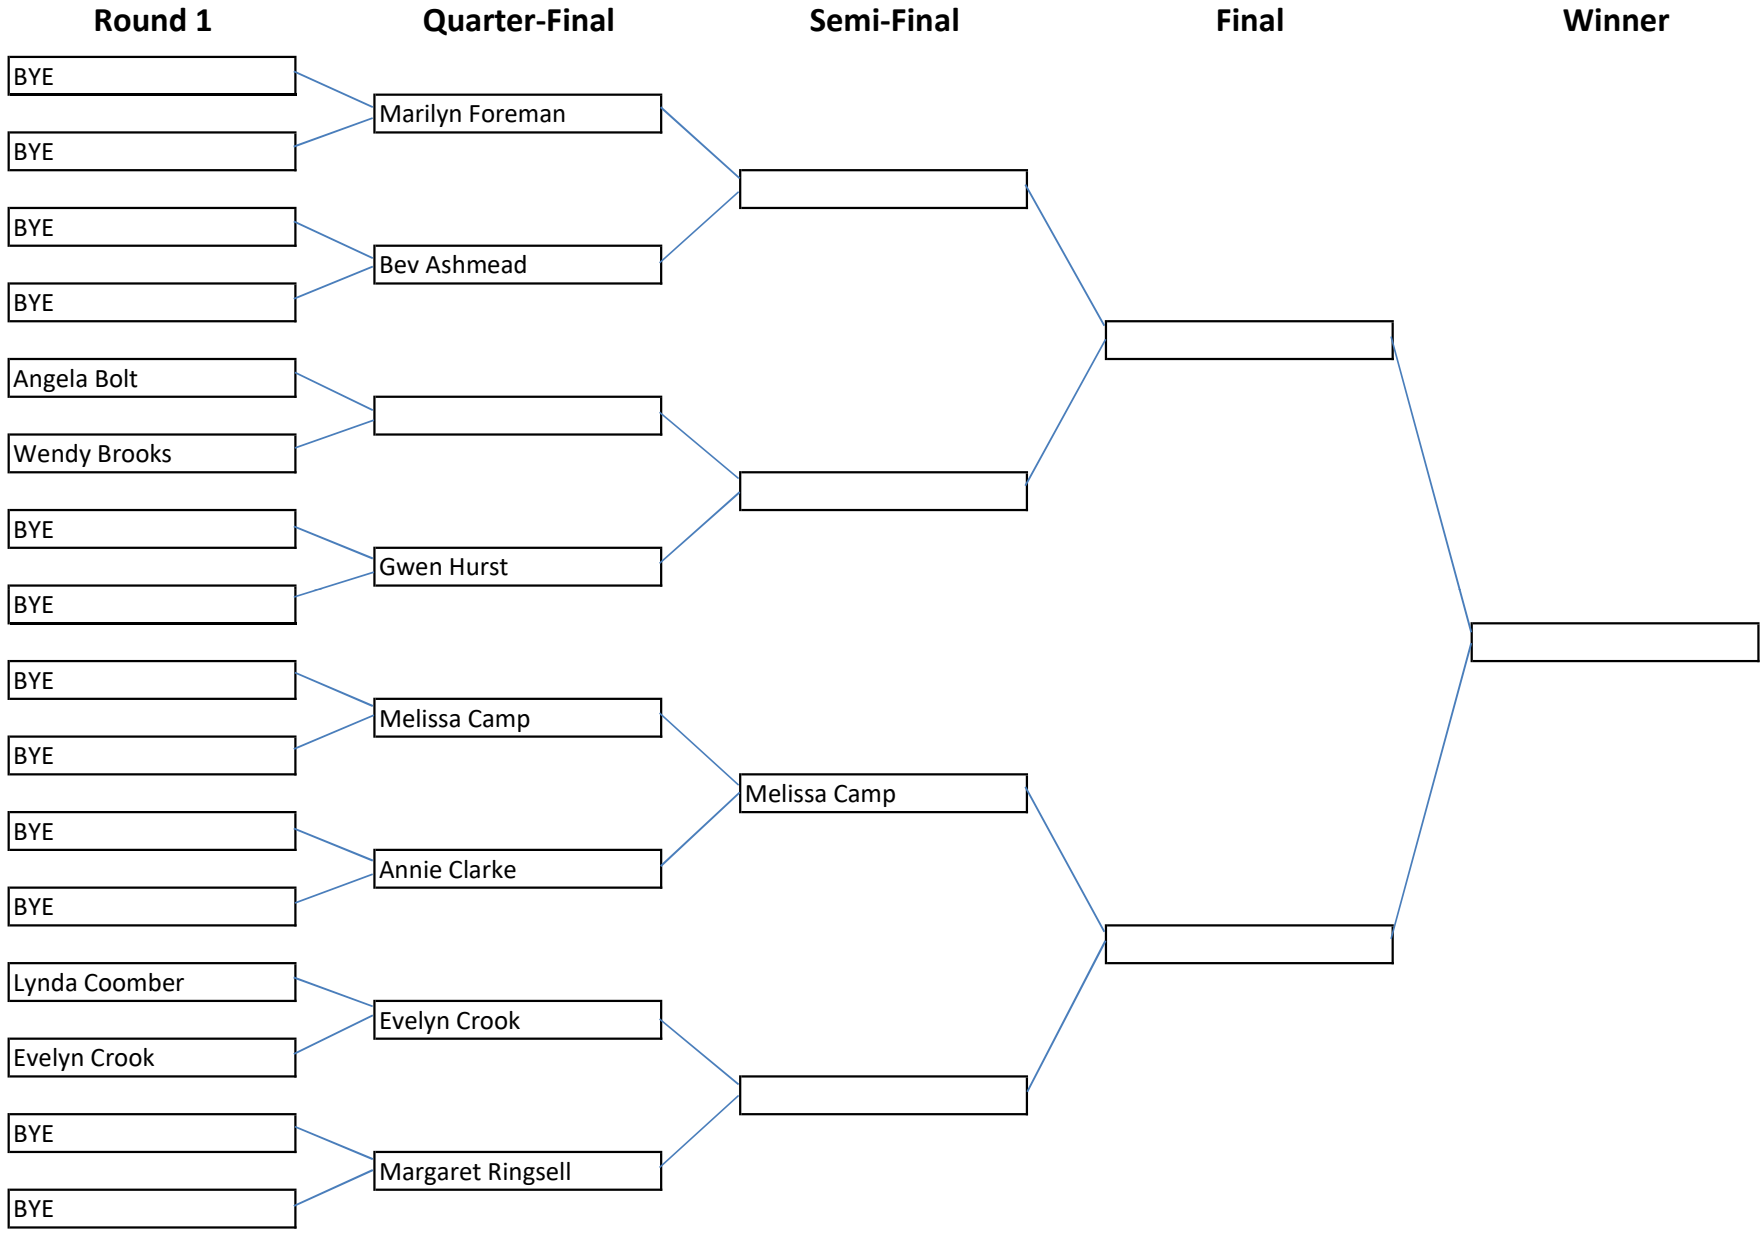 Round 1 Quarter-Final Semi-Final Final Winner
BYE
Marilyn Foreman
BYE
BYE
Bev Ashmead
BYE
Angela Bolt
Wendy Brooks
BYE
Gwen Hurst
BYE
BYE
Melissa Camp
BYE
Melissa Camp
BYE
Annie Clarke
BYE
Lynda Coomber
Evelyn Crook
Evelyn Crook
BYE
Margaret Ringsell
BYE